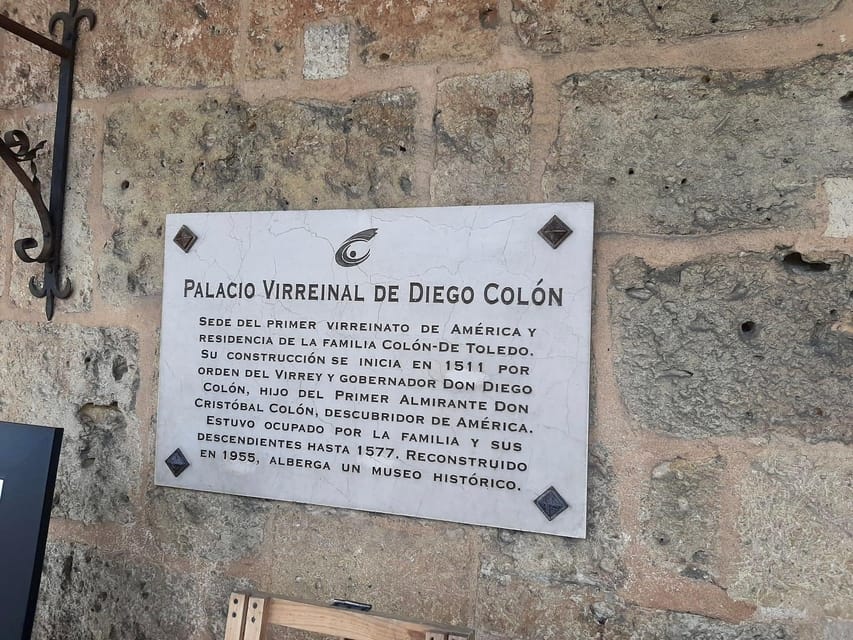 PALACIO VIRREINAL DE DIEGO COLÓN
SEDE DEL PRIMER VIRREINATO DE AMÉRICA Y
RESIDENCIA DE LA FAMILIA COLÓN-DE TOLEDO.
SU CONSTRUCCIÓN SE INICIA EN 1511 POR
ORDEN DEL VIRREY Y GOBERNADOR DON DIEGO
COLÓN, HIJO DEL PRIMER ALMIRANTE DON
CRISTÓBAL COLÓN, DESCUBRIDOR DE AMÉRICA.
ESTUVO OCUPADO POR LA FAMILIA Y SUS
DESCENDIENTES HASTA 1577. RECONSTRUIDO
EN 1955, ALBERGA UN MUSEO HISTÓRICO.